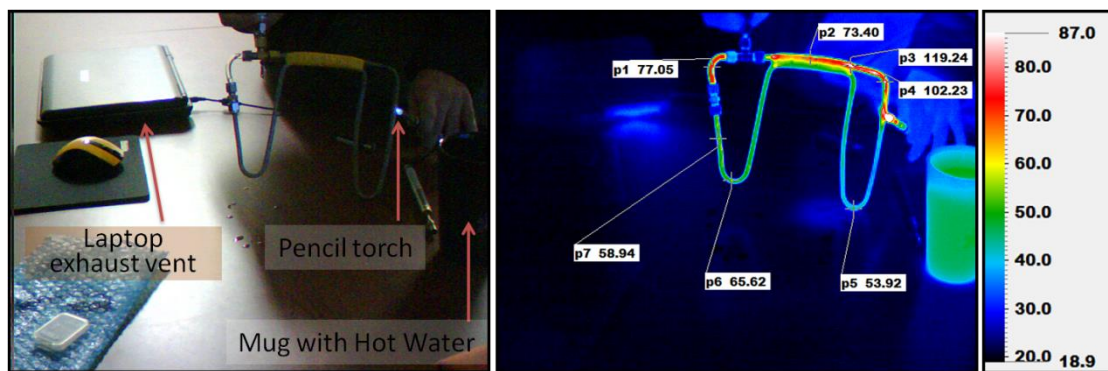 Laptop
exhaust vent
Pencil torch
Mug with Hot Water
p2 73.40
p3 119.24
p1 77.05
p4 102.23
p7 58.94
p6 65.62
p5 53.92
87.0
80.0
70.0
60.0
50.0
40.0
30.0
20.0
18.9